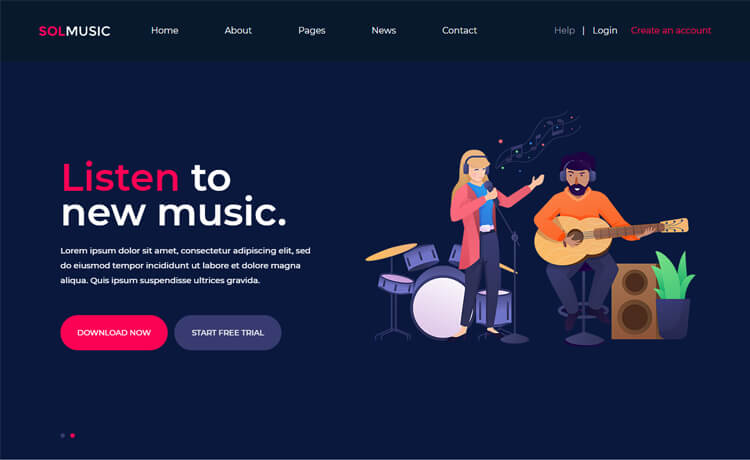 SOLMUSIC Home About Pages News Contact Help | Login Create an account
Listen to
new music.
Lorem ipsum dolor sit amet, consectetur adipiscing elit, sed
do eiusmod tempor incididunt ut labore et dolore magna
aliqua. Quis ipsum suspendisse ultrices gravida.
DOWNLOAD NOW START FREE TRIAL